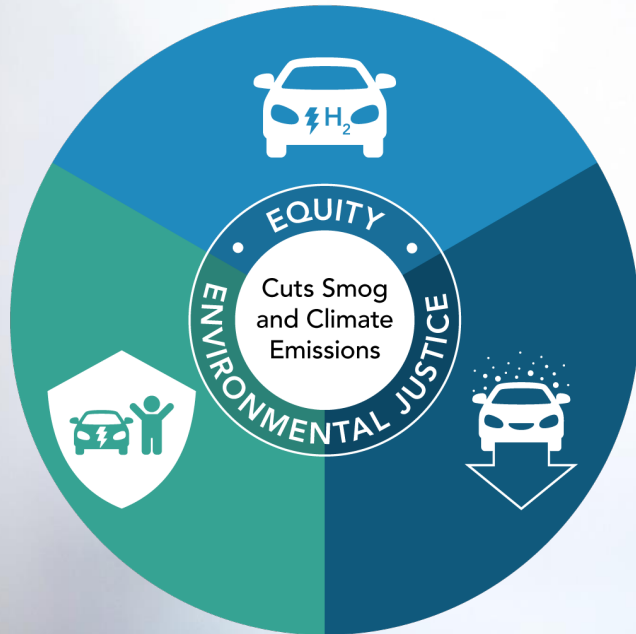 H2
EQUITY
Cuts Smog
and Climate
Emissions
ENVIRONMENTAL JUSTICE